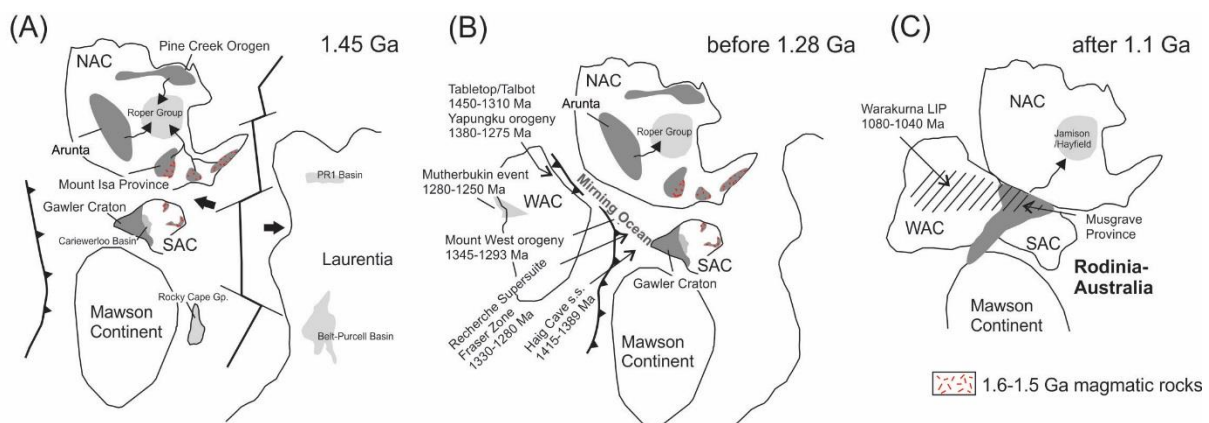 (A)
1.45 Ga
Pine Creek Orogen
NAC
Roper Group
Arunta
Mount Isa Province
PR1 Basin
Gawler Craton
Cariewerloo Basin
SAC
Laurentia
Rocky Cape Gp.
Mawson
Continent
Belt-Purcell Basin
(B)
before 1.28 Ga
NAC
Tabletop/Talbot
1450-1310 Ma
Yapungku orogeny
1380-1275 Ma
Arunta
Roper Group
Mutherbukin event
1280-1250 Ma
WAC
Mirning Ocean
Mount West orogeny
1345-1293 Ma
SAC
Gawler Craton
Recherche Supersuite
Fraser Zone
1330-1280 Ma
Haig Cave s.s.
1415-1389 Ma
Mawson
Continent
(C)
after 1.1 Ga
NAC
Warakurna LIP
1080-1040 Ma
Jamison
/Hayfield
WAC
SAC
Musgrave
Province
Rodinia-
Australia
Mawson
Continent
1.6-1.5 Ga magmatic rocks